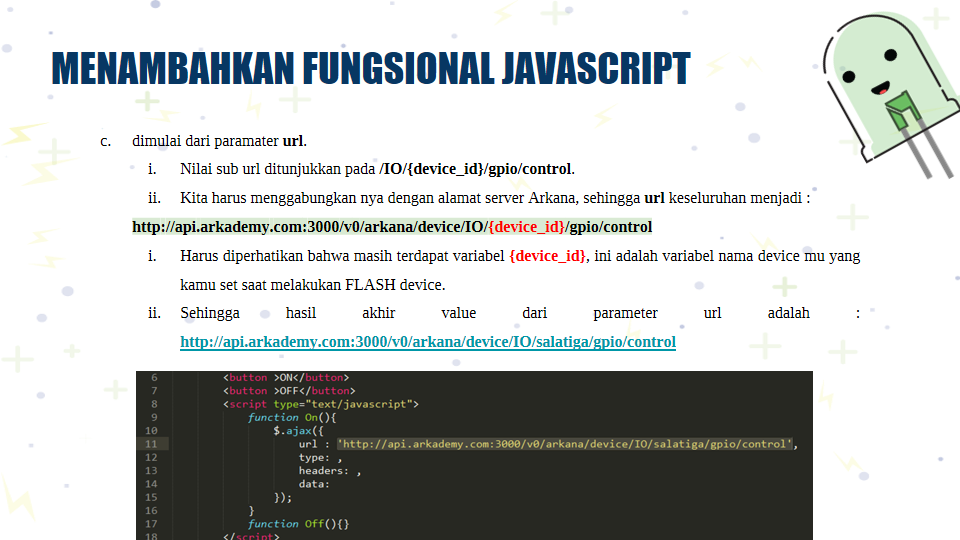 MENAMBAHKAN FUNGSIONAL JAVASCRIPT
c. dimulai dari paramater url.
i. Nilai sub url ditunjukkan pada /IO/{device_id}/gpio/control.
ii. Kita harus menggabungkan nya dengan alamat server Arkana, sehingga url keseluruhan menjadi :
http://api.arkademy.com:3000/v0/arkana/device/IO/{device_id}/gpio/control
i. Harus diperhatikan bahwa masih terdapat variabel {device_id}, ini adalah variabel nama device mu yang
kamu set saat melakukan FLASH device.
ii. Sehingga hasil akhir value dari parameter url adalah :
http://api.arkademy.com:3000/v0/arkana/device/IO/salatiga/gpio/control
6 <button >ON</button>
7 <button >OFF</button>
8 <script type="text/javascript">
9 function On(){
10 $.ajax({
11 url : 'http://api.arkademy.com:3000/v0/arkana/device/IO/salatiga/gpio/control',
12 type: ,
13 headers: ,
14 data:
15 });
16 }
17 function Off(){}
18 </script>